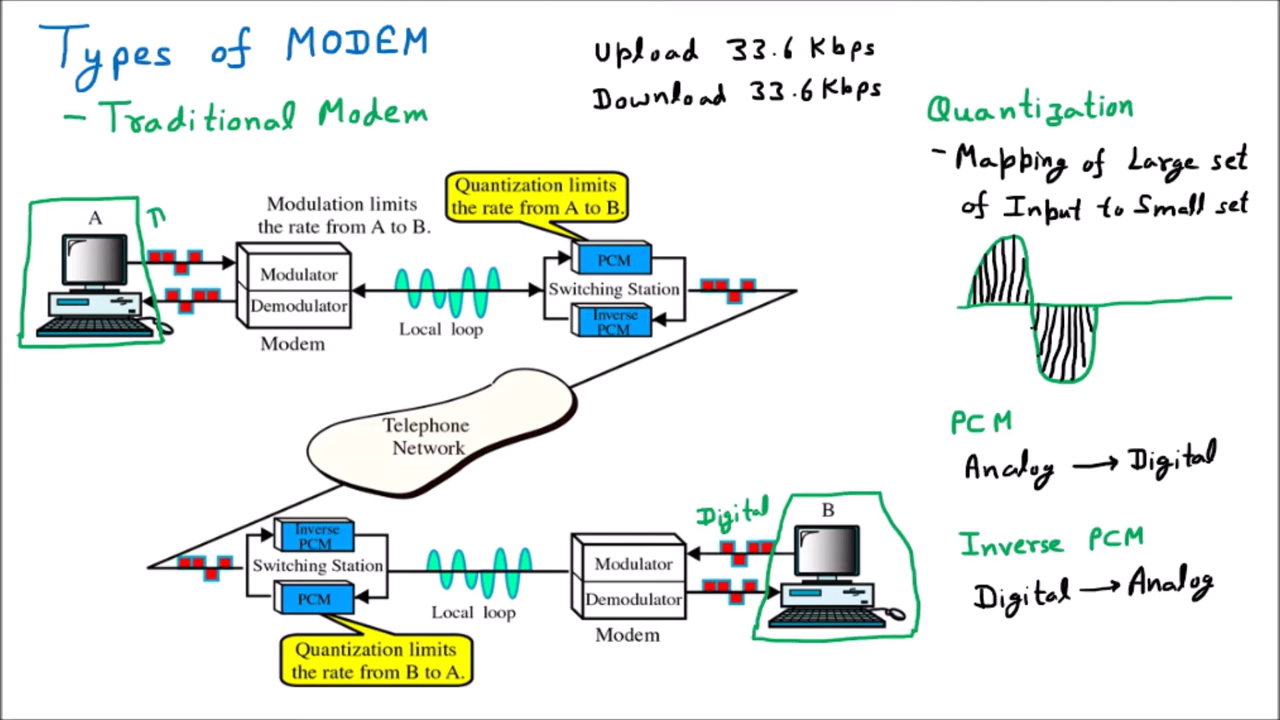 Types of MODEM
- Traditional Modem
Upload 33.6 Kbps
Download 33.6 Kbps
Quantization
- Mapping of Large set
of Input to Small set
A
Modulation limits
the rate from A to B.
Quantization limits
the rate from A to B.
Modulator
Demodulator
Modem
Local loop
PCM
Switching Station
Inverse
PCM
Telephone
Network
PCM
Analog → Digital
Inverse PCM
Digital → Analog
Inverse
PCM
Switching Station
PCM
Quantization limits
the rate from B to A.
Local loop
Modulator
Demodulator
Modem
Digital
B